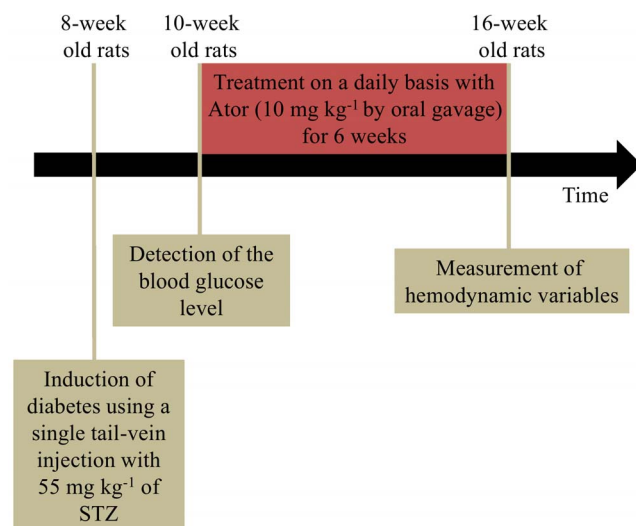 8-week
old rats
10-week
old rats
16-week
old rats
Treatment on a daily basis with
Ator (10 mg kg⁻¹ by oral gavage)
for 6 weeks
Time
Detection of the
blood glucose
level
Measurement of
hemodynamic variables
Induction of
diabetes using a
single tail-vein
injection with
55 mg kg⁻¹ of
STZ